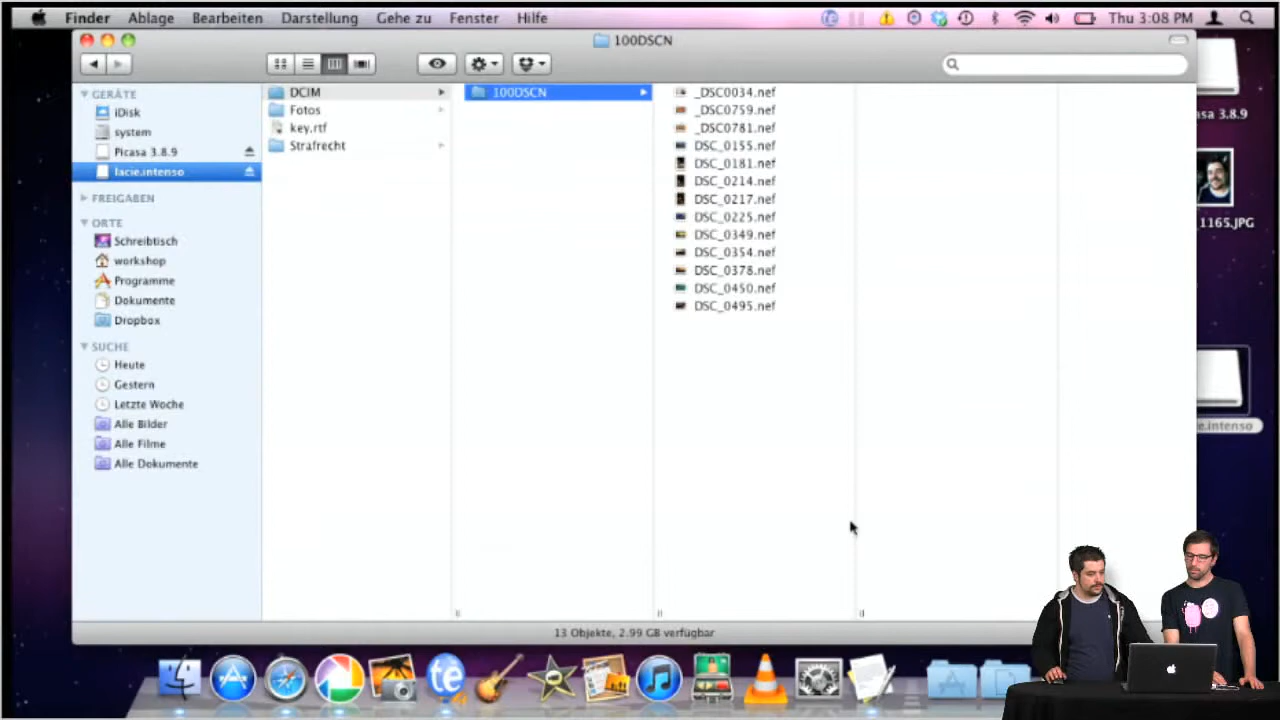 Finder Ablage Bearbeiten Darstellung Gehe zu Fenster Hilfe Thu 3:08 PM
100DSCN
GERÄTE
iDisk
system
Picasa 3.8.9
lacie.intenso
FREIGABEN
ORTE
Schreibtisch
workshop
Programme
Dokumente
Dropbox
SUCHE
Heute
Gestern
Letzte Woche
Alle Bilder
Alle Filme
Alle Dokumente
DCIM
Fotos
key.rtf
Strafrecht
100DSCN
_DSC0034.nef
_DSC0759.nef
_DSC0781.nef
DSC_0155.nef
DSC_0181.nef
DSC_0214.nef
DSC_0217.nef
DSC_0225.nef
DSC_0349.nef
DSC_0354.nef
DSC_0378.nef
DSC_0450.nef
DSC_0495.nef
casa 3.8.9
_1165.JPG
e.intenso
13 Objekte, 2.99 GB verfügbar
té